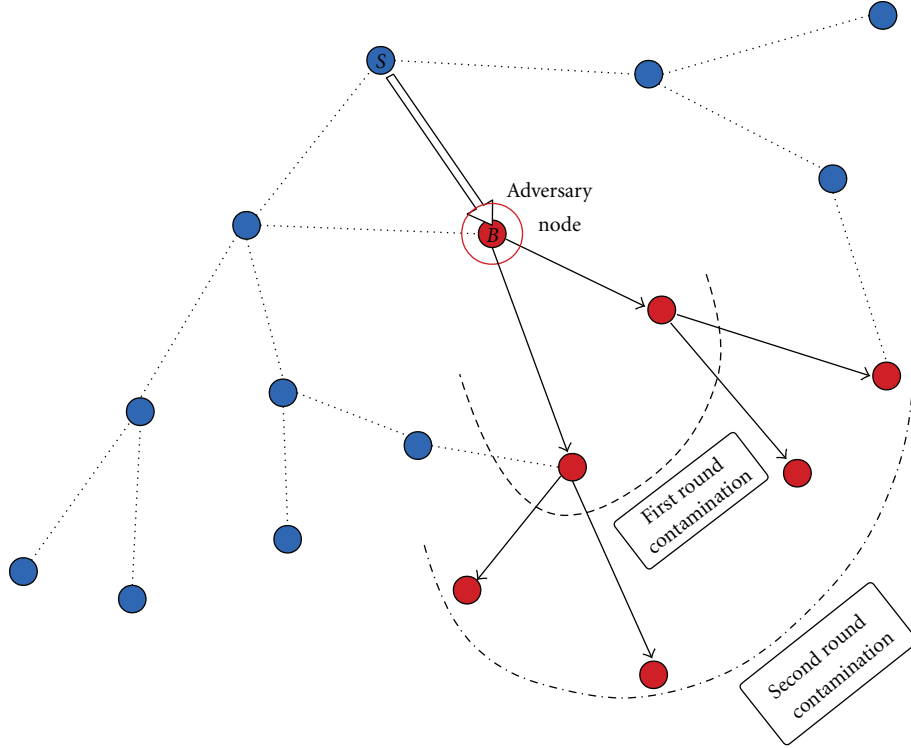 S
Adversary
node
B
First round
contamination
Second round
contamination